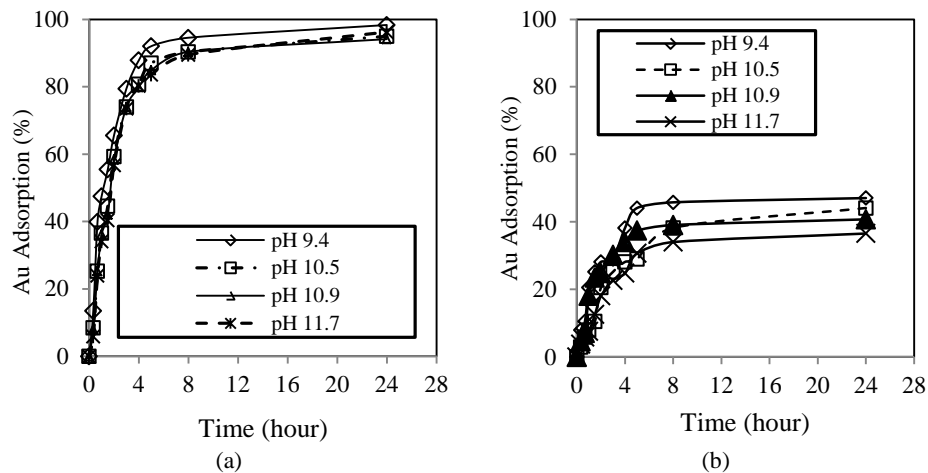 100
80
60
40
20
0
Au Adsorption (%)
pH 9.4
pH 10.5
pH 10.9
pH 11.7
0 4 8 12 16 20 24 28
Time (hour)
(a)
100
80
60
40
20
0
Au Adsorption (%)
pH 9.4
pH 10.5
pH 10.9
pH 11.7
0 4 8 12 16 20 24 28
Time (hour)
(b)